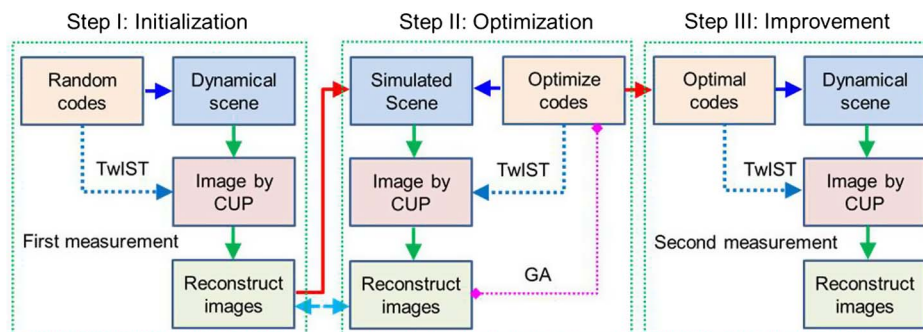 Step I: Initialization
Random
codes
Dynamical
scene
TwIST
Image by
CUP
First measurement
Reconstruct
images
Step II: Optimization
Simulated
Scene
Optimize
codes
TwIST
Image by
CUP
GA
Reconstruct
images
Step III: Improvement
Optimal
codes
Dynamical
scene
TwIST
Image by
CUP
Second measurement
Reconstruct
images